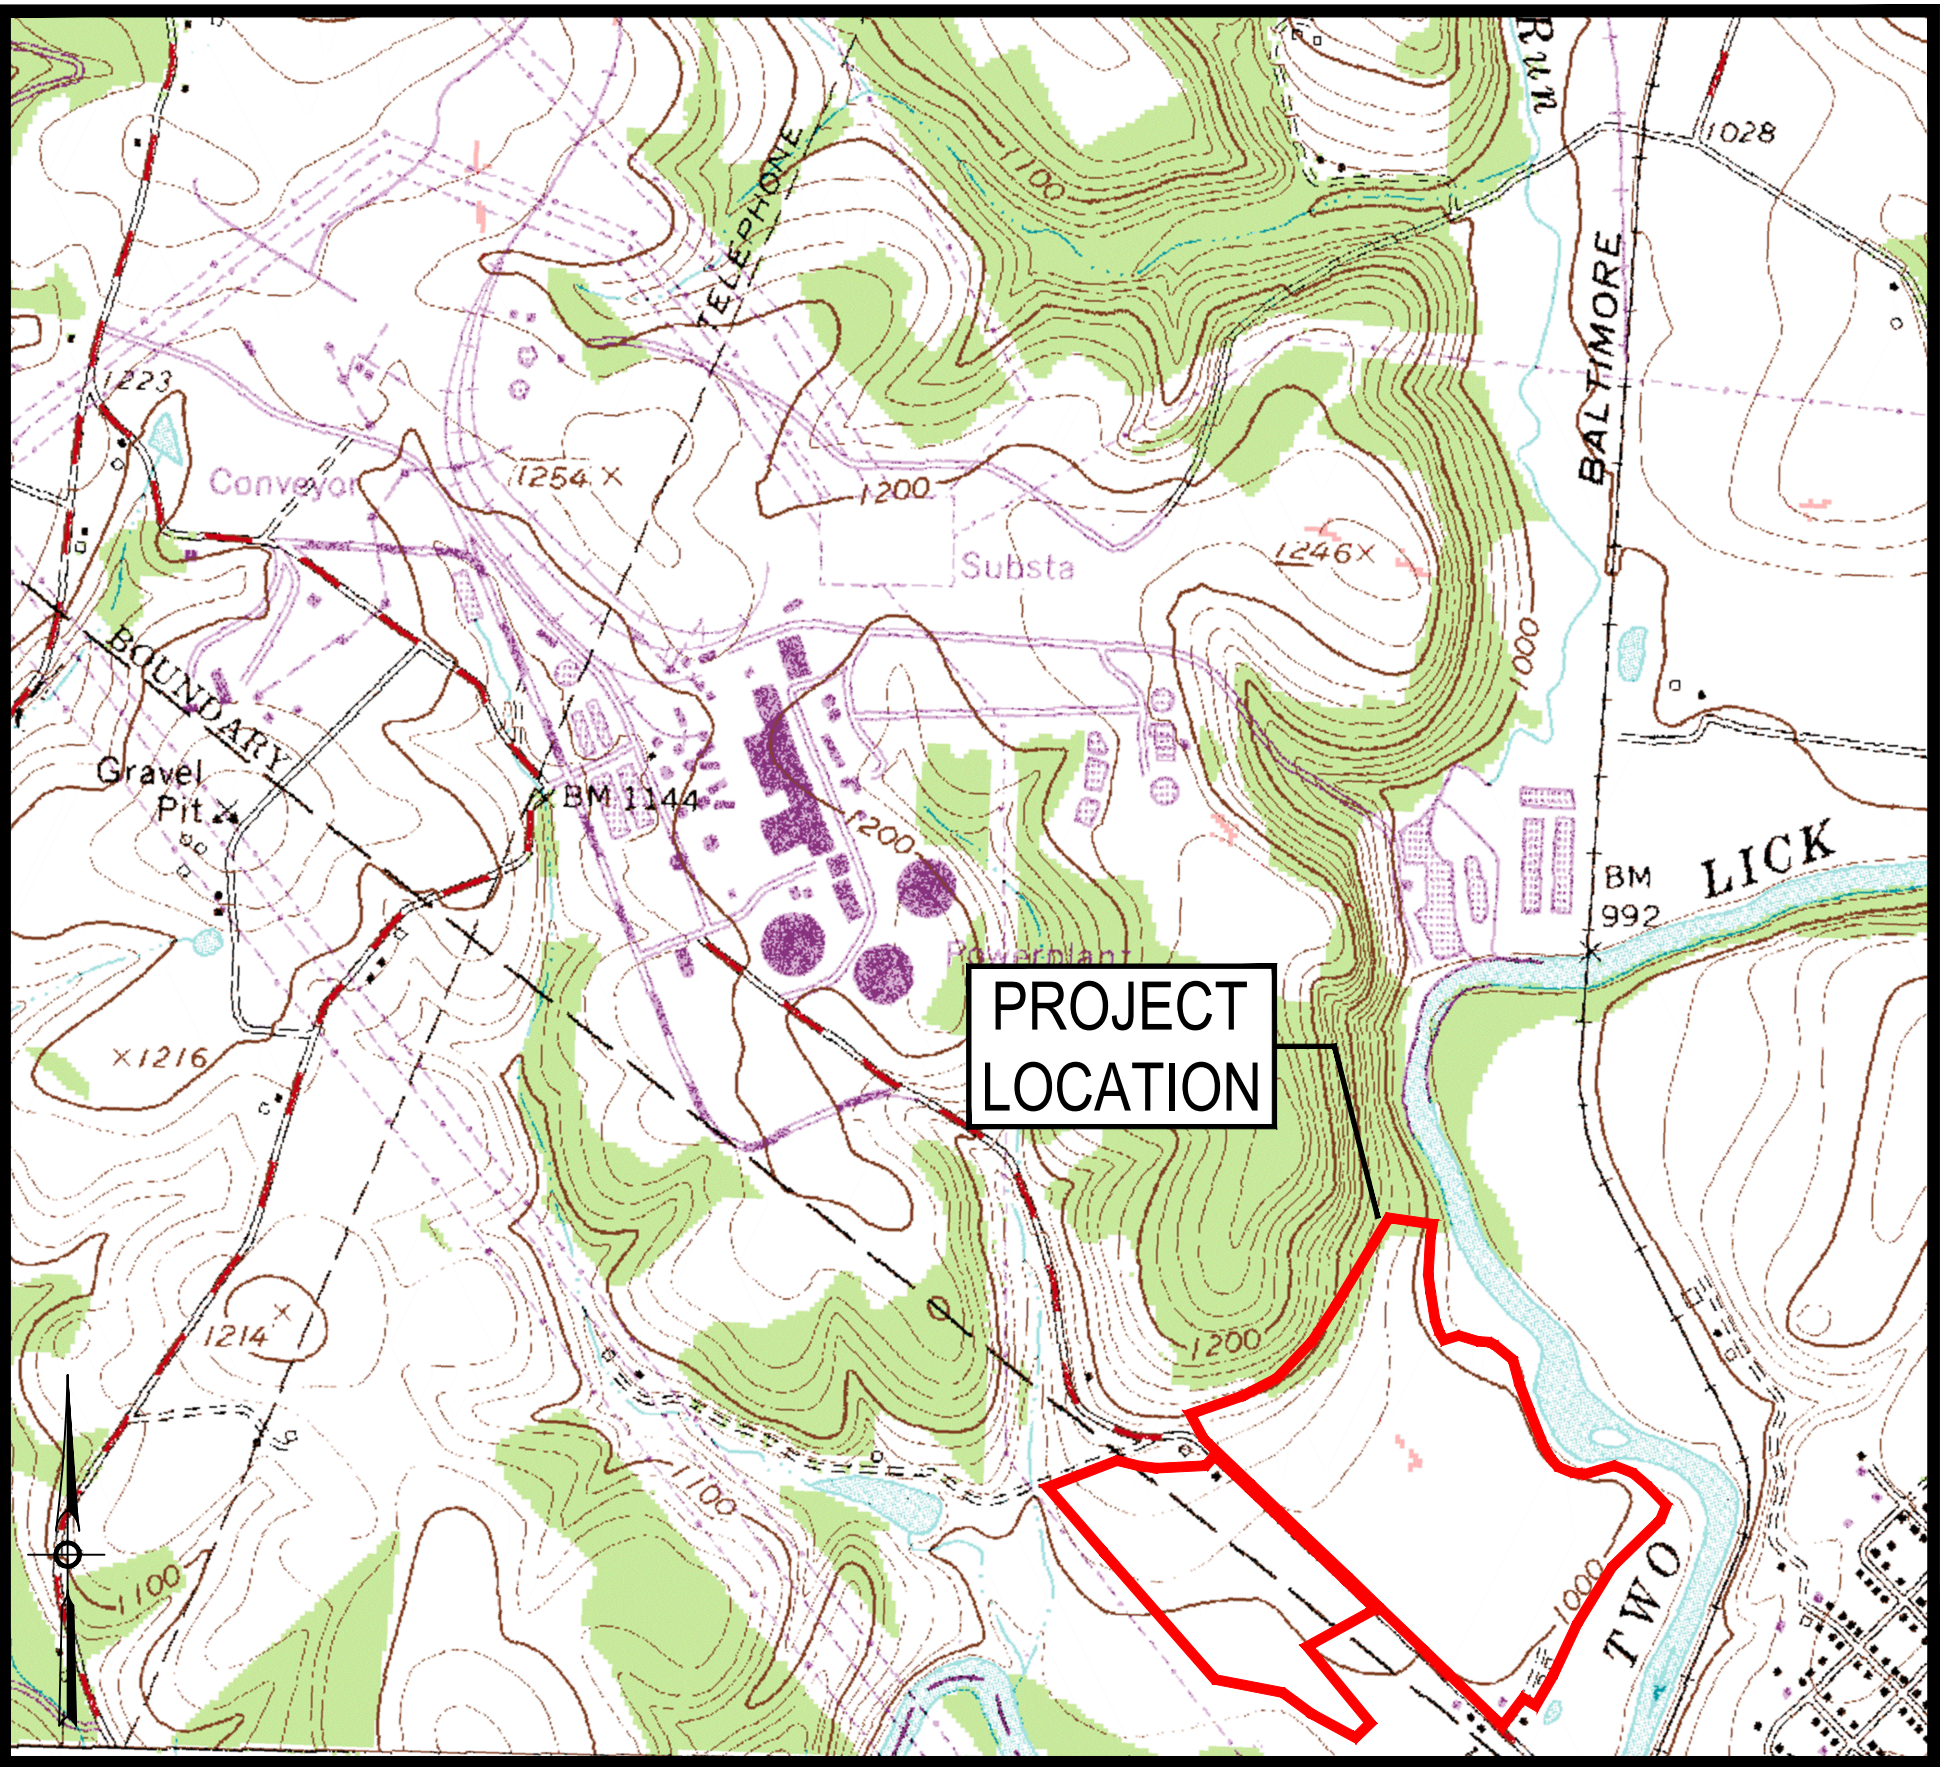 Run
1028
1100
TELEPHONE
BALTIMORE
1223
Conveyor
1254
1200
Substa
1246
1000
BOUNDARY
Gravel
Pit
BM 1144
1200
LICK
BM
992
Powerplant
PROJECT
LOCATION
1216
1214
1200
1100
1100
1000
TWO